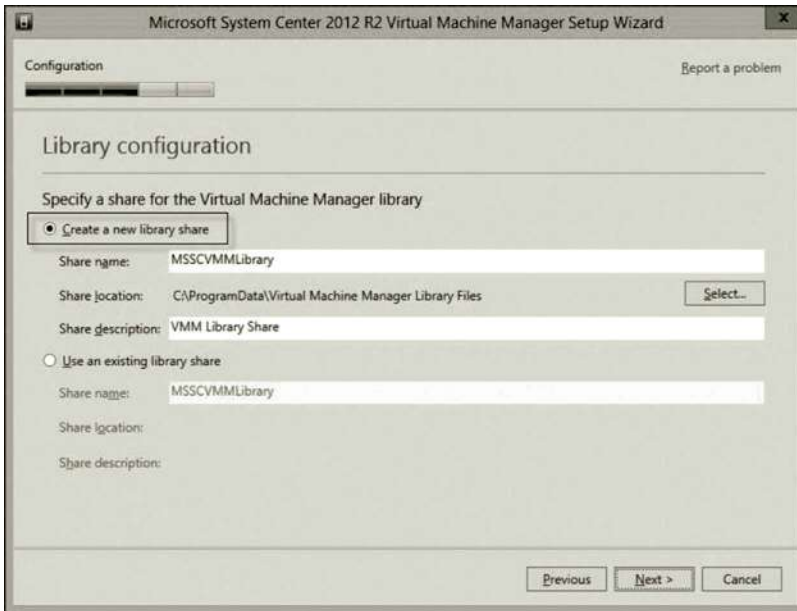 Microsoft System Center 2012 R2 Virtual Machine Manager Setup Wizard
x
Configuration
Report a problem
Library configuration
Specify a share for the Virtual Machine Manager library
Create a new library share
Share name: MSSCVMMLibrary
Share location: C:\ProgramData\Virtual Machine Manager Library Files Select...
Share description: VMM Library Share
Use an existing library share
Share name: MSSCVMMLibrary
Share location:
Share description:
Previous Next > Cancel